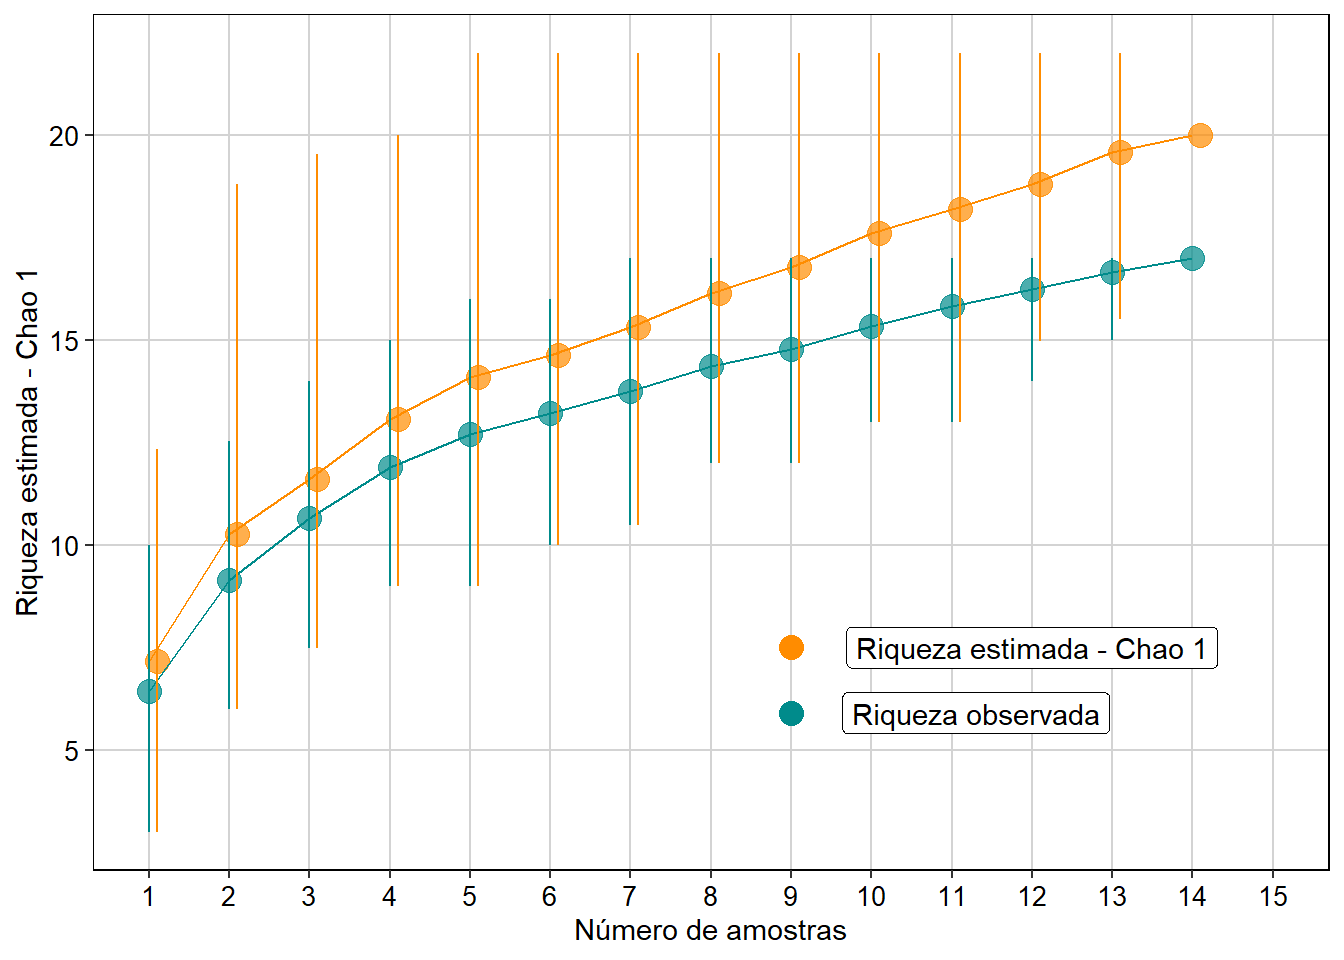 Riqueza estimada - Chao 1
20
15
10
5
Riqueza estimada - Chao 1
Riqueza observada
1 2 3 4 5 6 7 8 9 10 11 12 13 14 15
Número de amostras